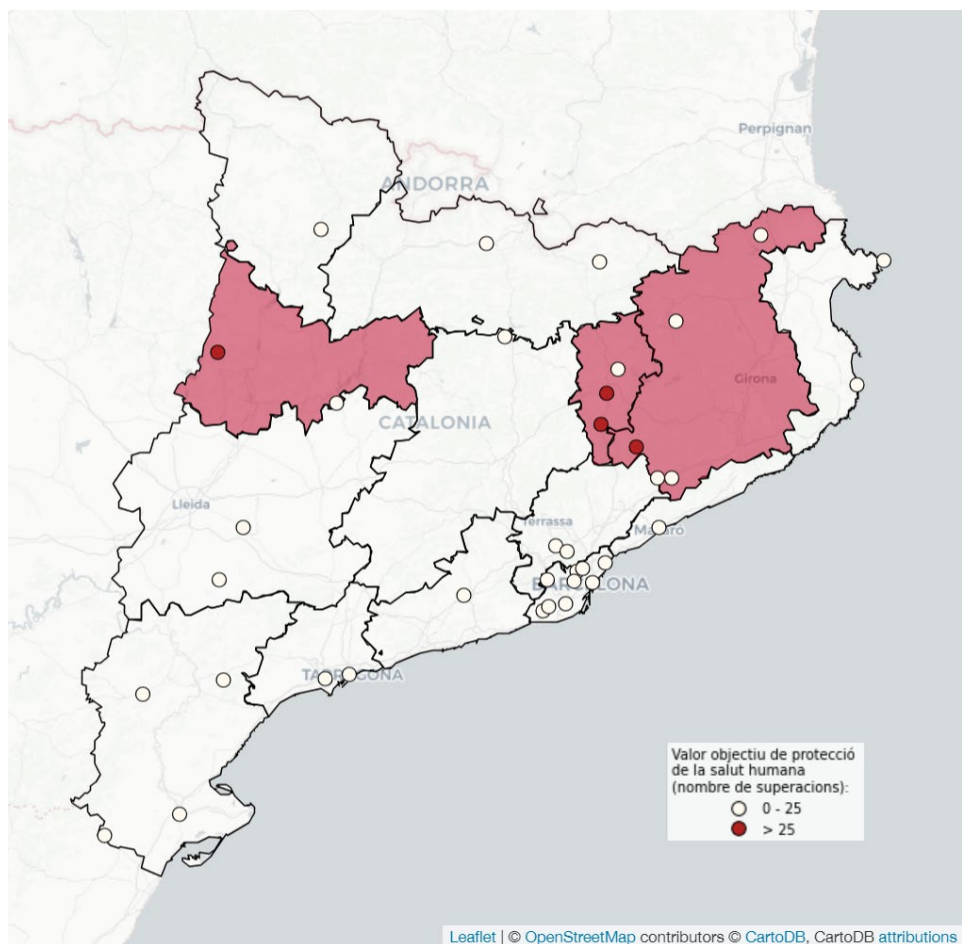 Perpignan
ANDORRA
Girona
CATALONIA
Lleida
Terrassa
Mataró
BARCELONA
TARRAGONA
Valor objectiu de protecció
de la salut humana
(nombre de superacions):
0 - 25
> 25
Leaflet | © OpenStreetMap contributors © CartoDB, CartoDB attributions